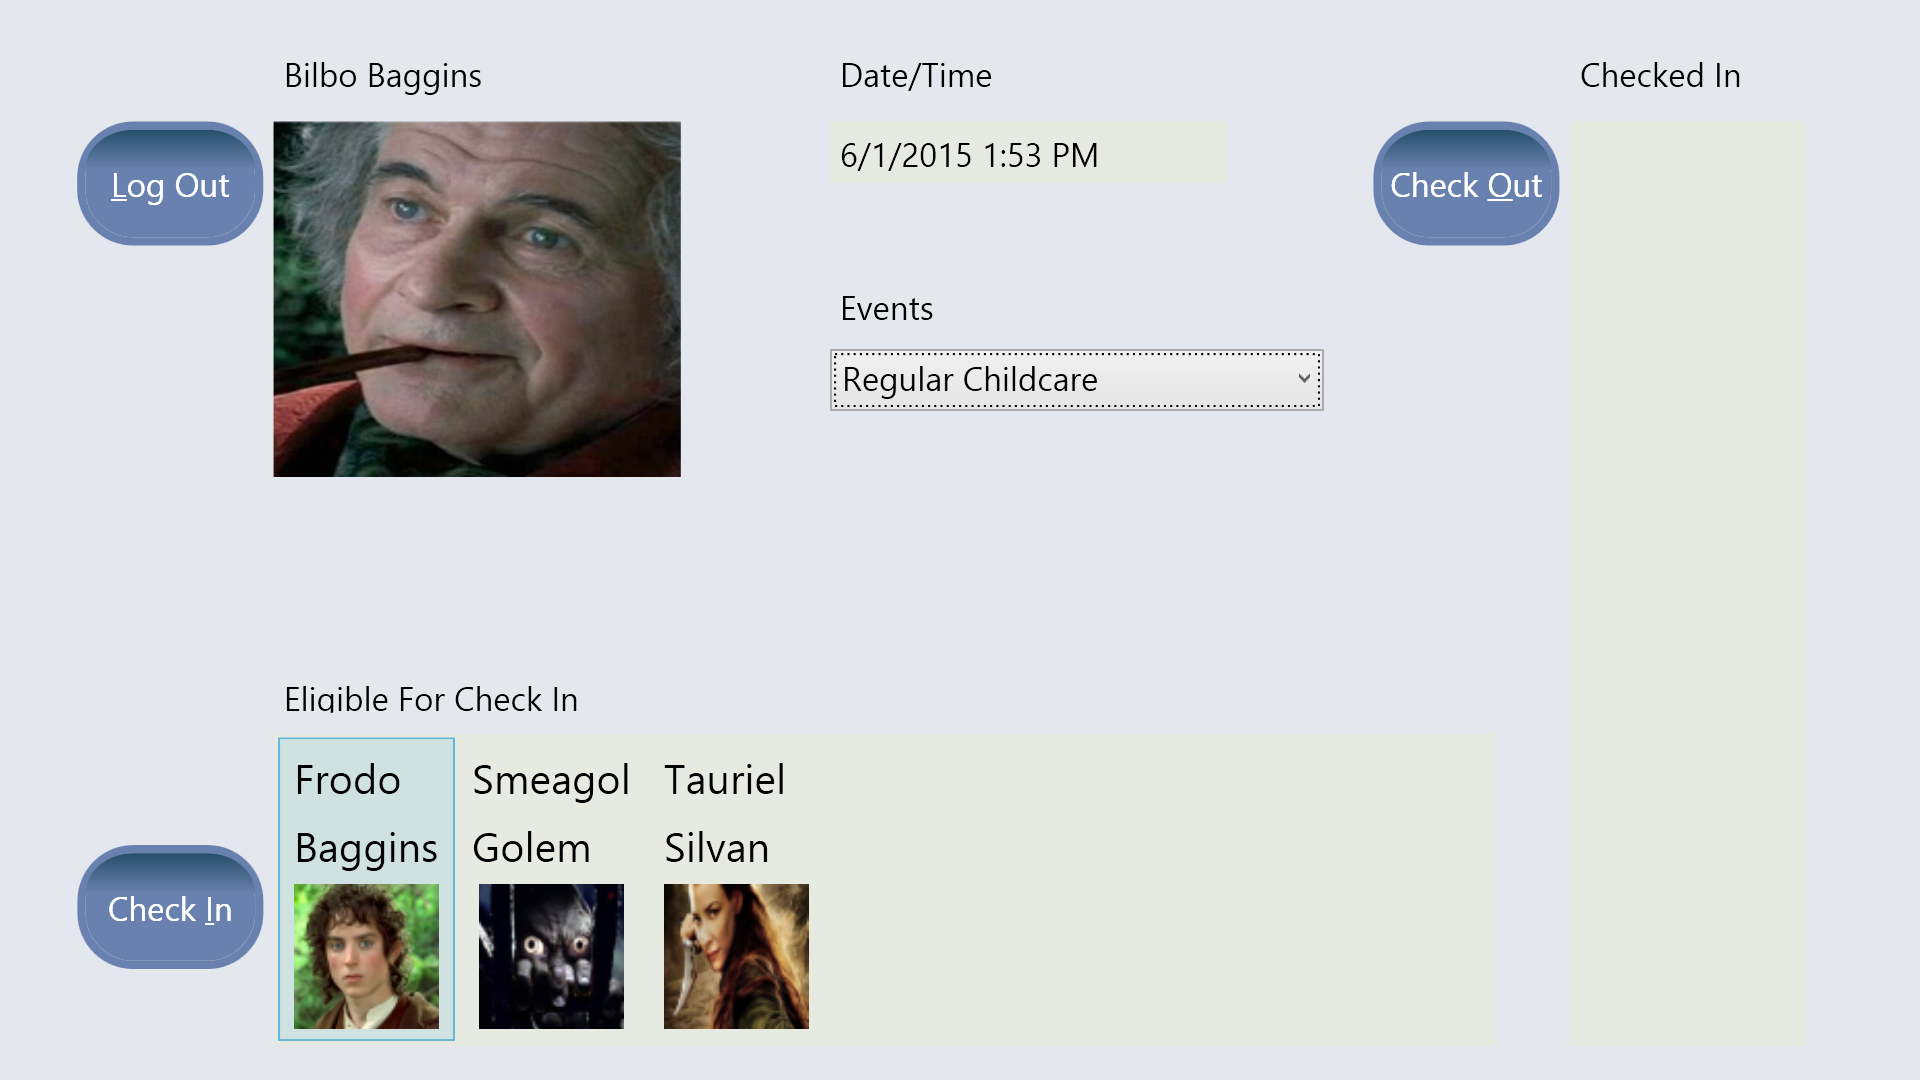 Bilbo Baggins
Date/Time
Checked In
Log Out
6/1/2015 1:53 PM
Check Out
Events
Regular Childcare
Eligible For Check In
Frodo
Baggins
Smeagol
Golem
Tauriel
Silvan
Check In